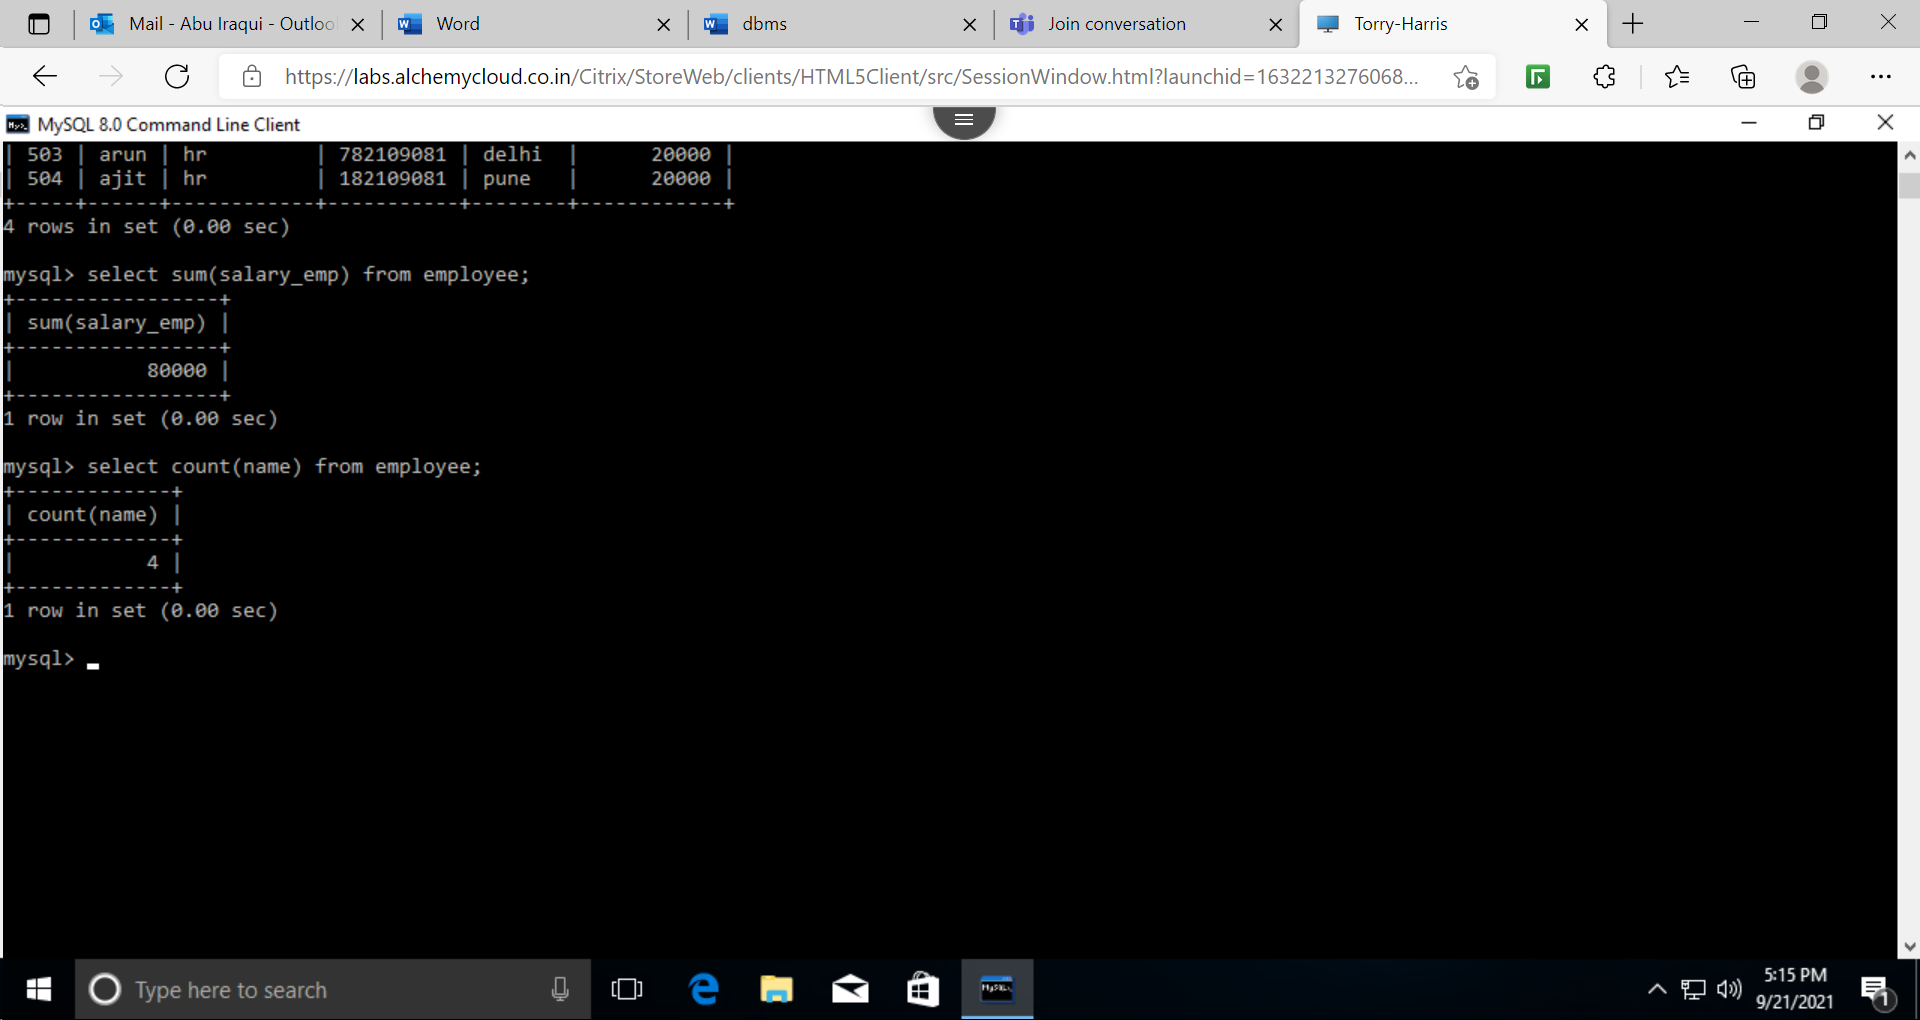 Mail - Abu Iraqui - Outloo
Word
dbms
Join conversation
Torry-Harris
https://labs.alchemycloud.co.in/Citrix/StoreWeb/clients/HTML5Client/src/SessionWindow.html?launchid=1632213276068...
MySQL 8.0 Command Line Client
| 503 | arun | hr         | 782109081 | delhi  |      20000 |
| 504 | ajit | hr         | 182109081 | pune   |      20000 |
+-----+------+------------+-----------+--------+------------+
4 rows in set (0.00 sec)
mysql> select sum(salary_emp) from employee;
+-----------------+
| sum(salary_emp) |
+-----------------+
|           80000 |
+-----------------+
1 row in set (0.00 sec)
mysql> select count(name) from employee;
+-------------+
| count(name) |
+-------------+
|           4 |
+-------------+
1 row in set (0.00 sec)
mysql> _
Type here to search
5:15 PM
9/21/2021
1